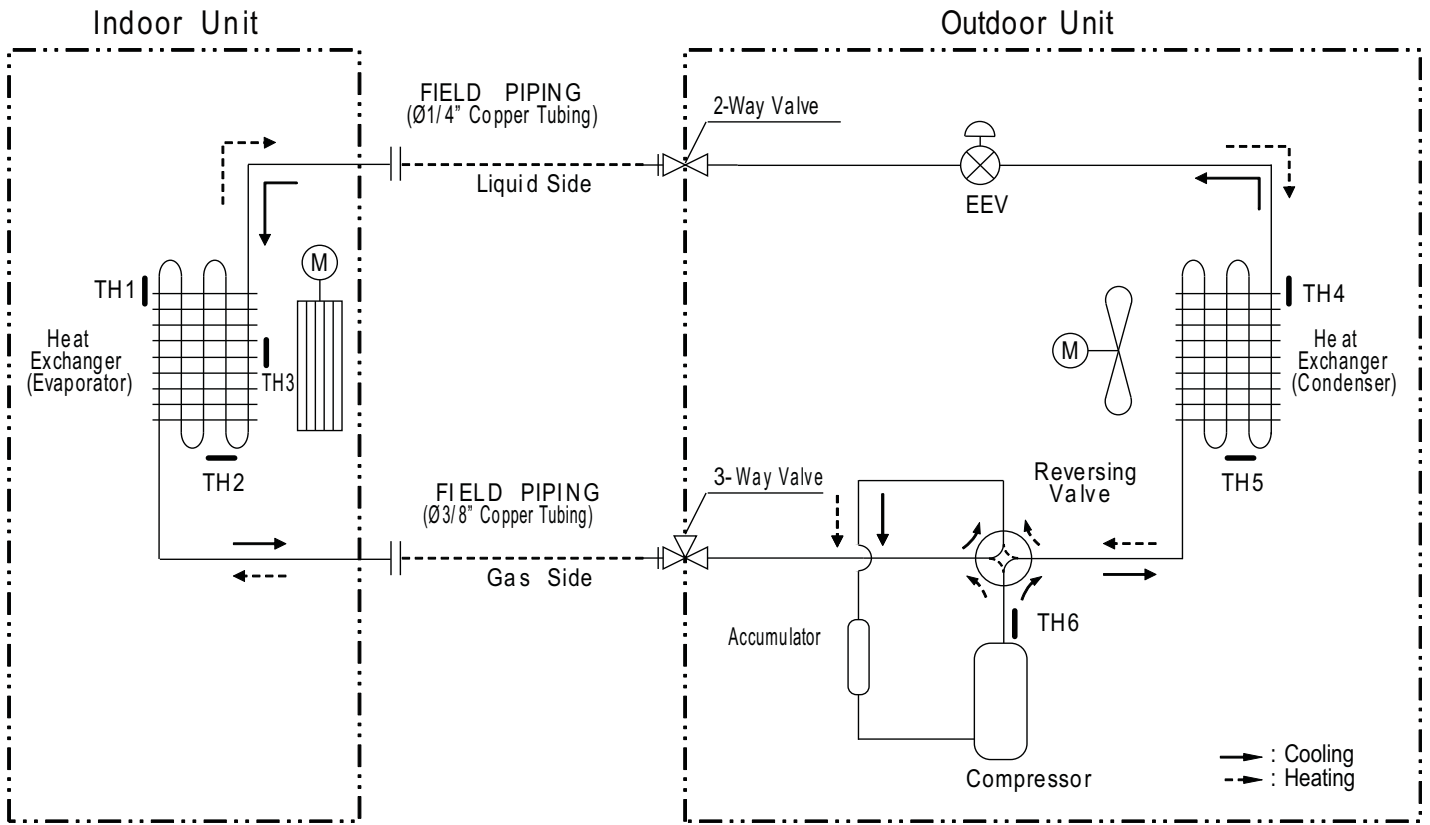 Indoor Unit
Outdoor Unit
FIELD PIPING
(Ø1/4" Copper Tubing)
2-Way Valve
Liquid Side
EEV
M
TH1
Heat
Exchanger
(Evaporator)
TH3
TH2
M
TH4
Heat
Exchanger
(Condenser)
TH5
FIELD PIPING
(Ø3/8" Copper Tubing)
3-Way Valve
Reversing
Valve
Gas Side
TH6
Accumulator
Compressor
: Cooling
: Heating